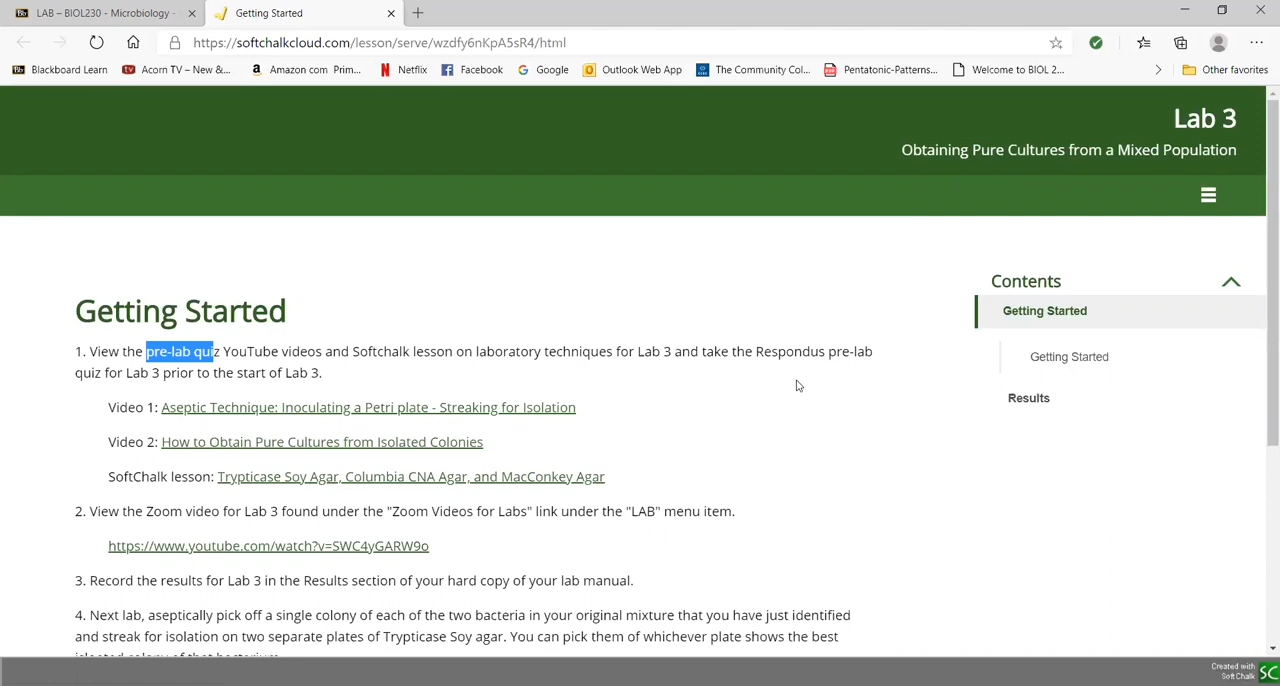 LAB – BIOL230 - Microbiology -
Getting Started
https://softchalkcloud.com/lesson/serve/wzdfy6nKpA5sR4/html
Blackboard Learn
Acorn TV – New &...
Amazon com Prim...
Netflix
Facebook
Google
Outlook Web App
The Community Col...
Pentatonic-Patterns...
Welcome to BIOL 2...
Other favorites
Lab 3
Obtaining Pure Cultures from a Mixed Population
Contents
Getting Started
Getting Started
Results
Getting Started
1. View the pre-lab quiz YouTube videos and Softchalk lesson on laboratory techniques for Lab 3 and take the Respondus pre-lab
quiz for Lab 3 prior to the start of Lab 3.
Video 1: Aseptic Technique: Inoculating a Petri plate - Streaking for Isolation
Video 2: How to Obtain Pure Cultures from Isolated Colonies
SoftChalk lesson: Trypticase Soy Agar, Columbia CNA Agar, and MacConkey Agar
2. View the Zoom video for Lab 3 found under the "Zoom Videos for Labs" link under the "LAB" menu item.
https://www.youtube.com/watch?v=SWC4yGARW9o
3. Record the results for Lab 3 in the Results section of your hard copy of your lab manual.
4. Next lab, aseptically pick off a single colony of each of the two bacteria in your original mixture that you have just identified
and streak for isolation on two separate plates of Trypticase Soy agar. You can pick them of whichever plate shows the best
isolated colony of that bacterium.
Created with
SoftChalk
SC